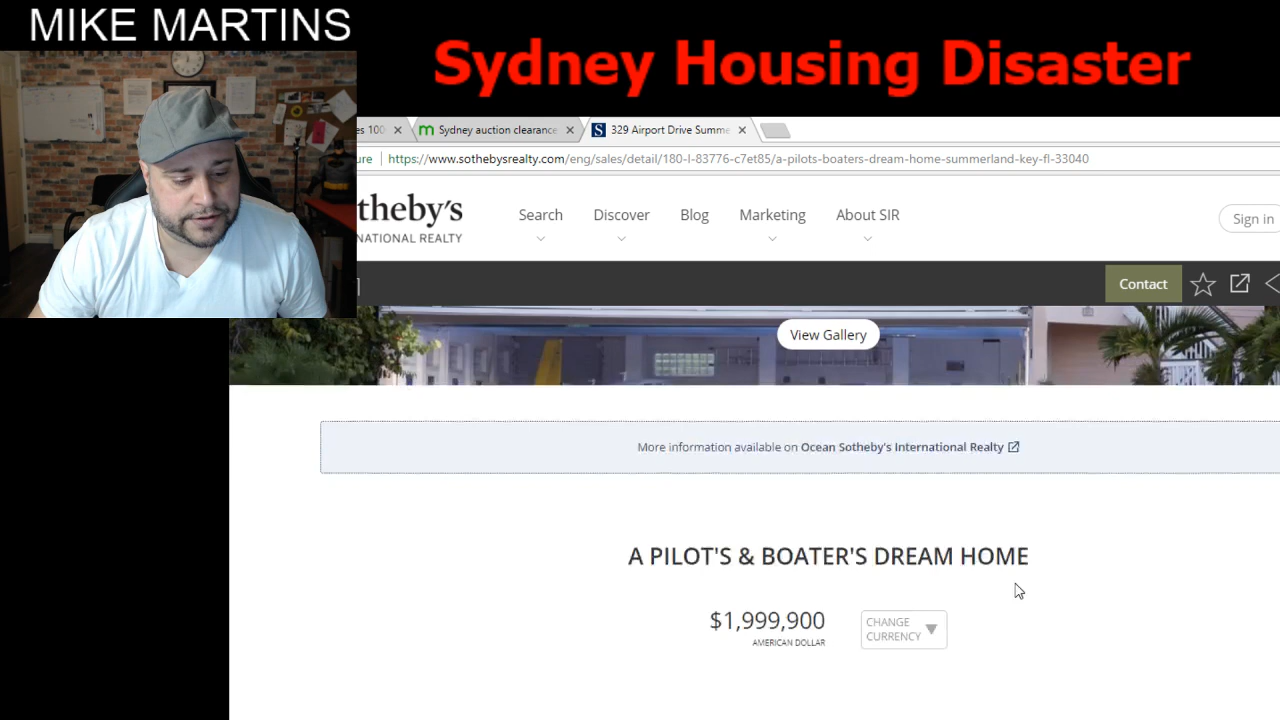 MIKE MARTINS
Sydney Housing Disaster
es 100
Sydney auction clearance
S
329 Airport Drive Summe
ure
https://www.sothebysrealty.com/eng/sales/detail/180-l-83776-c7et85/a-pilots-boaters-dream-home-summerland-key-fl-33040
theby's
NATIONAL REALTY
Search
Discover
Blog
Marketing
About SIR
Sign in
Contact
View Gallery
More information available on Ocean Sotheby's International Realty
A PILOT'S & BOATER'S DREAM HOME
$1,999,900
AMERICAN DOLLAR
CHANGE
CURRENCY